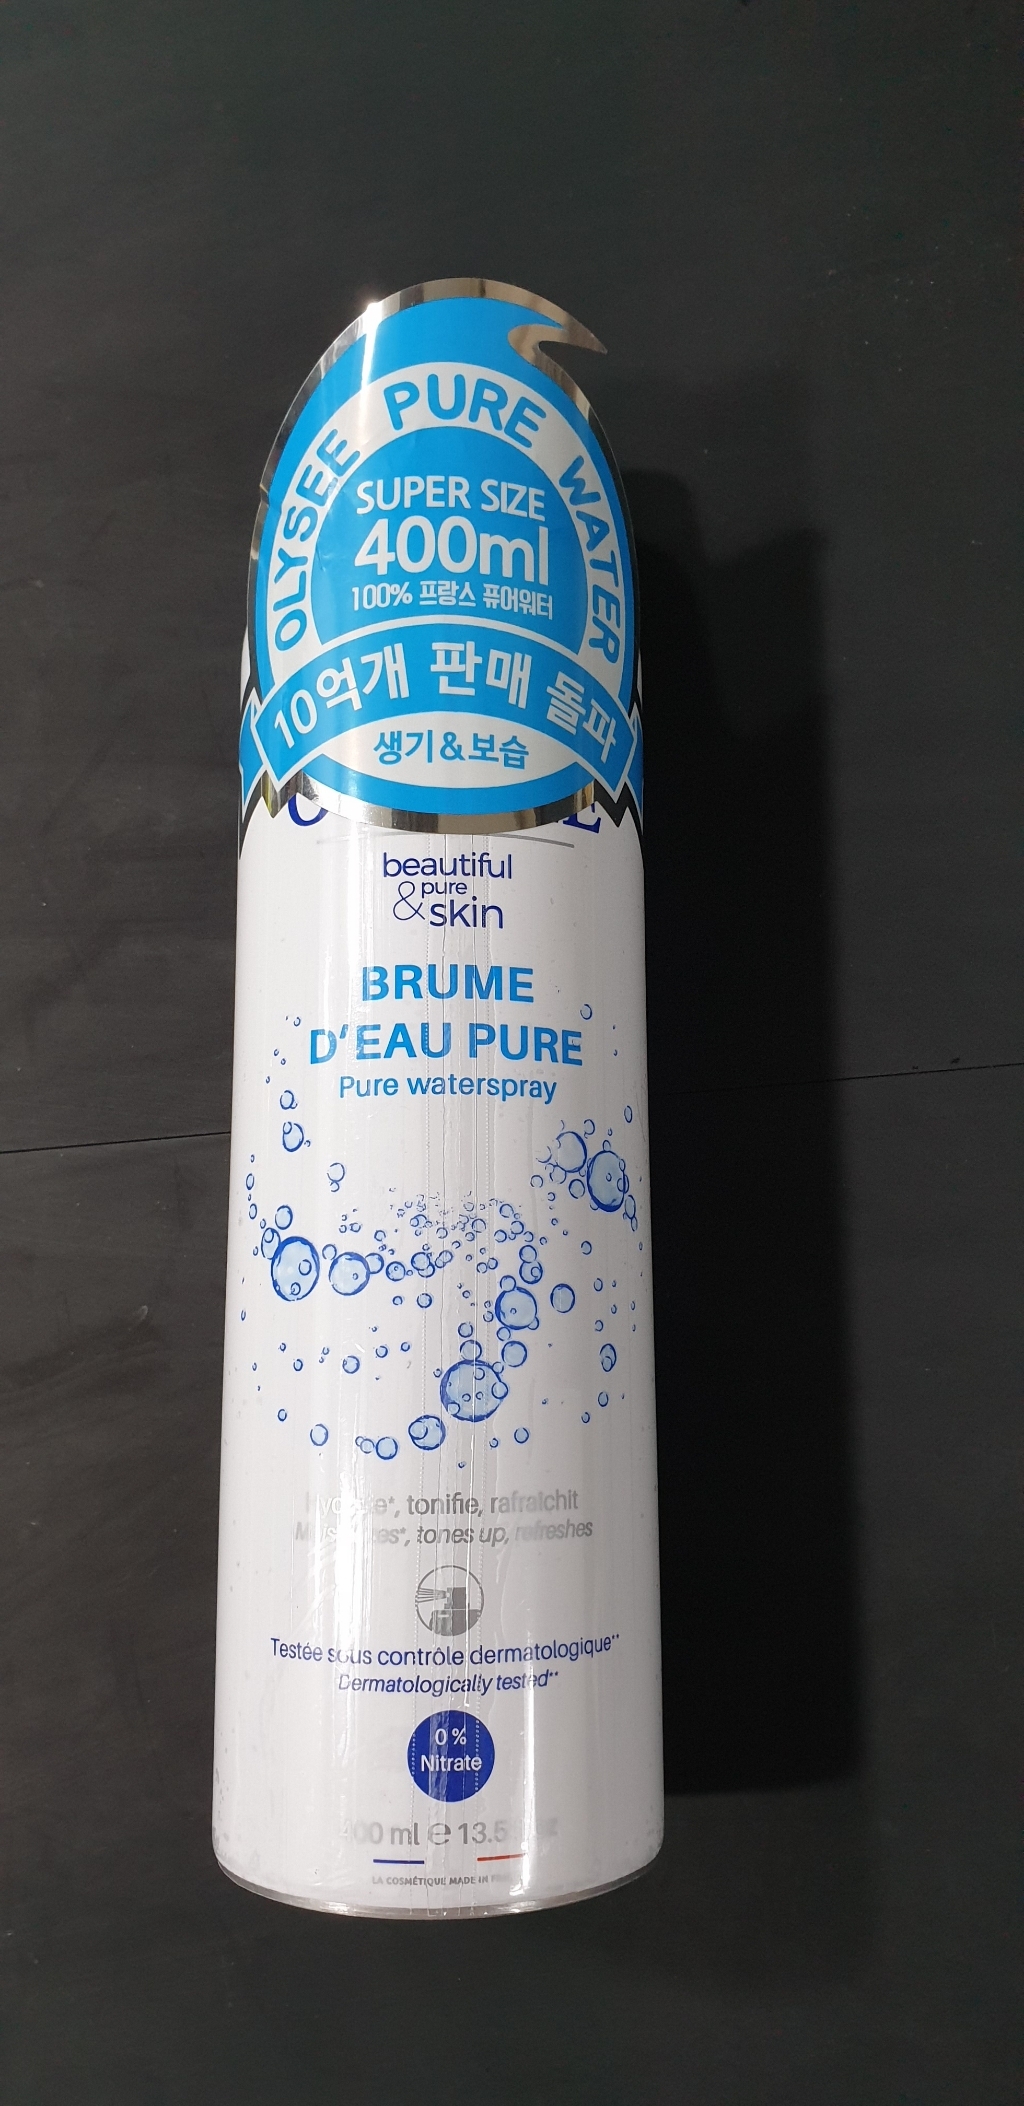 OLYSEE PURE WATER
SUPER SIZE
400ml
100% 프랑스 퓨어워터
10억개 판매 돌파
생기&보습
beautiful
& pure
skin
BRUME
D'EAU PURE
Pure waterspray
tonifie, rafraîchit
tones up, refreshes
Testée sous contrôle dermatologique**
Dermatologically tested**
0%
Nitrate
ml ℮ 13.5
LA COSMÉTIQUE MADE IN